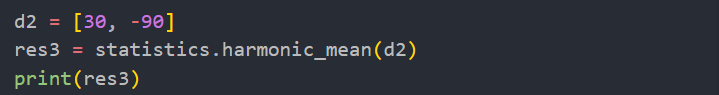 d2 = [30, -90]
res3 = statistics.harmonic_mean(d2)
print(res3)